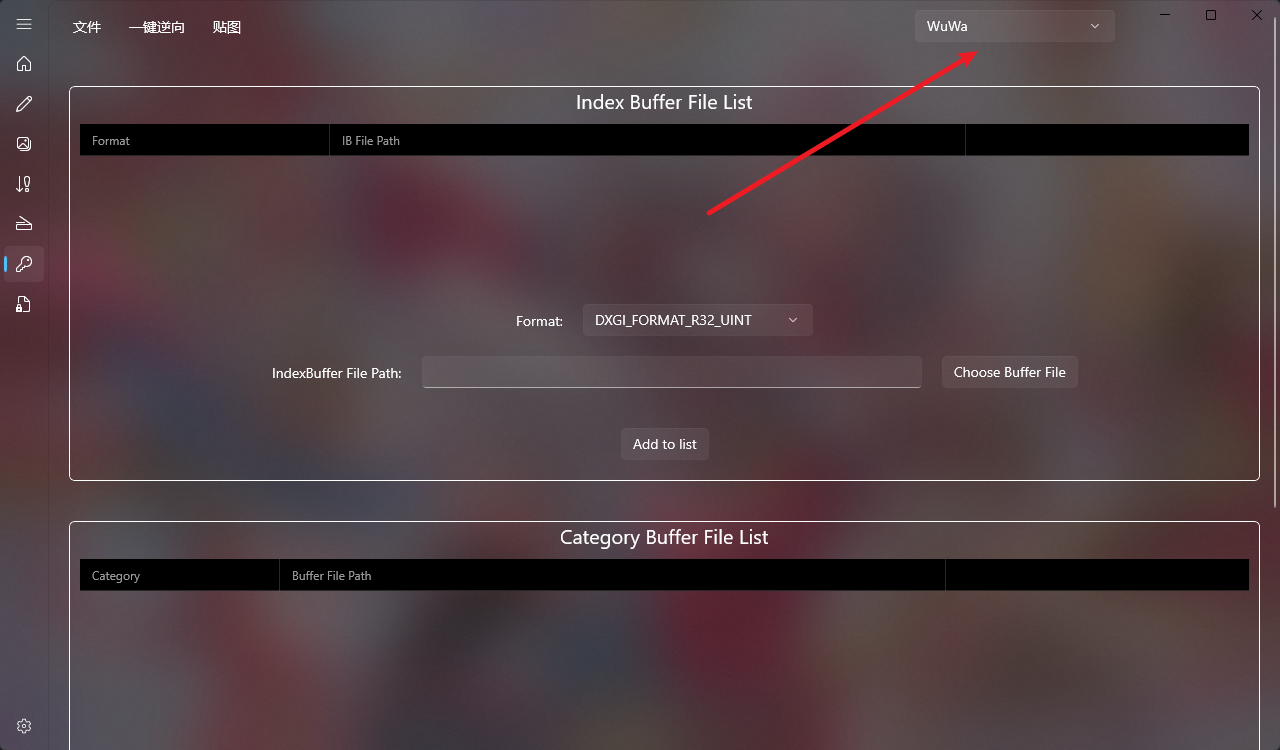 文件 一键逆向 贴图 WuWa
Index Buffer File List
Format IB File Path
Format: DXGI_FORMAT_R32_UINT
IndexBuffer File Path: Choose Buffer File
Add to list
Category Buffer File List
Category Buffer File Path